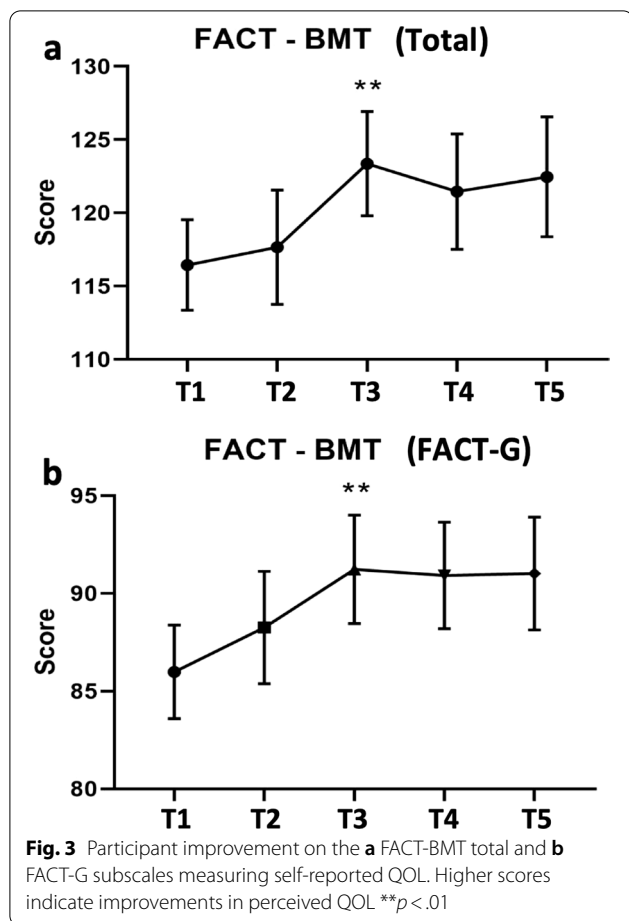 a FACT - BMT (Total)
130
**
125
120
115
110
Score
T1 T2 T3 T4 T5
b FACT - BMT (FACT-G)
95
**
90
85
80
Score
T1 T2 T3 T4 T5
Fig. 3 Participant improvement on the a FACT-BMT total and b
FACT-G subscales measuring self-reported QOL. Higher scores
indicate improvements in perceived QOL **p < .01